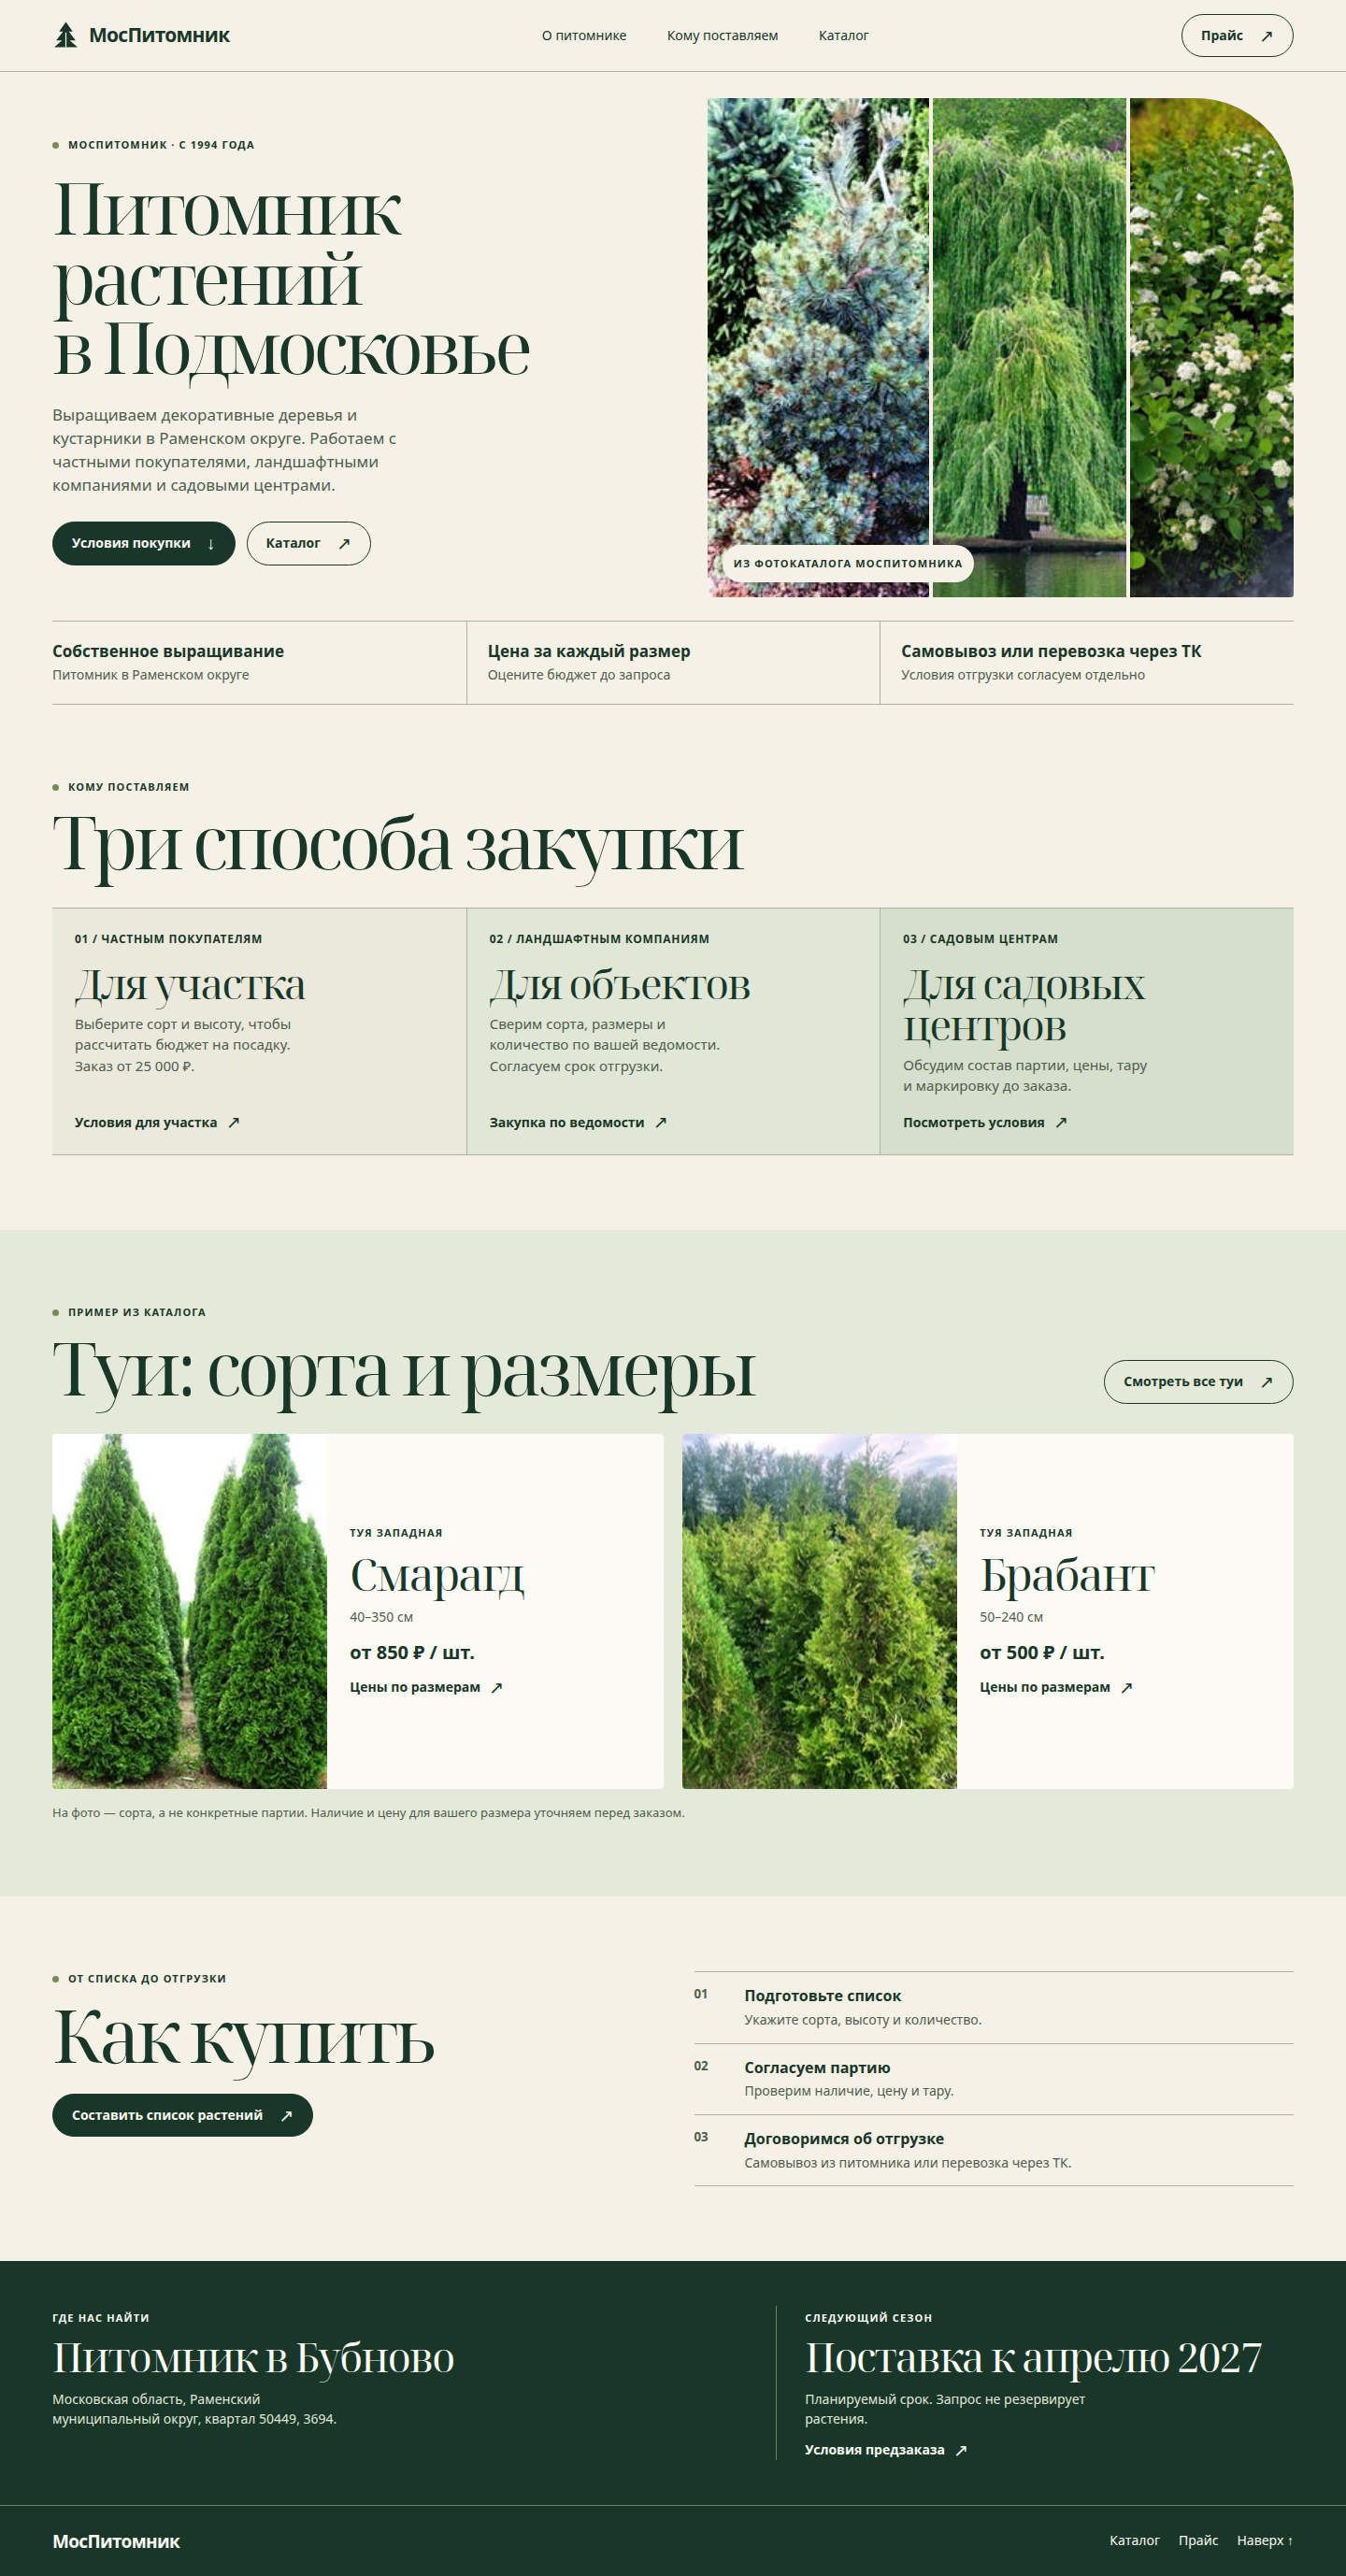 МосПитомник
О питомнике
Кому поставляем
Каталог
Прайс ↗
МОСПИТОМНИК · С 1994 ГОДА
Питомник
растений
в Подмосковье
Выращиваем декоративные деревья и
кустарники в Раменском округе. Работаем с
частными покупателями, ландшафтными
компаниями и садовыми центрами.
Условия покупки ↓
Каталог ↗
ИЗ ФОТОКАТАЛОГА МОСПИТОМНИКА
Собственное выращивание
Питомник в Раменском округе
Цена за каждый размер
Оцените бюджет до запроса
Самовывоз или перевозка через ТК
Условия отгрузки согласуем отдельно
КОМУ ПОСТАВЛЯЕМ
Три способа закупки
01 / ЧАСТНЫМ ПОКУПАТЕЛЯМ
Для участка
Выберите сорт и высоту, чтобы
рассчитать бюджет на посадку.
Заказ от 25 000 ₽.
Условия для участка ↗
02 / ЛАНДШАФТНЫМ КОМПАНИЯМ
Для объектов
Сверим сорта, размеры и
количество по вашей ведомости.
Согласуем срок отгрузки.
Закупка по ведомости ↗
03 / САДОВЫМ ЦЕНТРАМ
Для садовых
центров
Обсудим состав партии, цены, тару
и маркировку до заказа.
Посмотреть условия ↗
ПРИМЕР ИЗ КАТАЛОГА
Туи: сорта и размеры
Смотреть все туи ↗
ТУЯ ЗАПАДНАЯ
Смарагд
40–350 см
от 850 ₽ / шт.
Цены по размерам ↗
ТУЯ ЗАПАДНАЯ
Брабант
50–240 см
от 500 ₽ / шт.
Цены по размерам ↗
На фото — сорта, а не конкретные партии. Наличие и цену для вашего размера уточняем перед заказом.
ОТ СПИСКА ДО ОТГРУЗКИ
Как купить
Составить список растений ↗
01
Подготовьте список
Укажите сорта, высоту и количество.
02
Согласуем партию
Проверим наличие, цену и тару.
03
Договоримся об отгрузке
Самовывоз из питомника или перевозка через ТК.
ГДЕ НАС НАЙТИ
Питомник в Бубново
Московская область, Раменский
муниципальный округ, квартал 50449, 3694.
СЛЕДУЮЩИЙ СЕЗОН
Поставка к апрелю 2027
Планируемый срок. Запрос не резервирует
растения.
Условия предзаказа ↗
МосПитомник
Каталог
Прайс
Наверх ↑